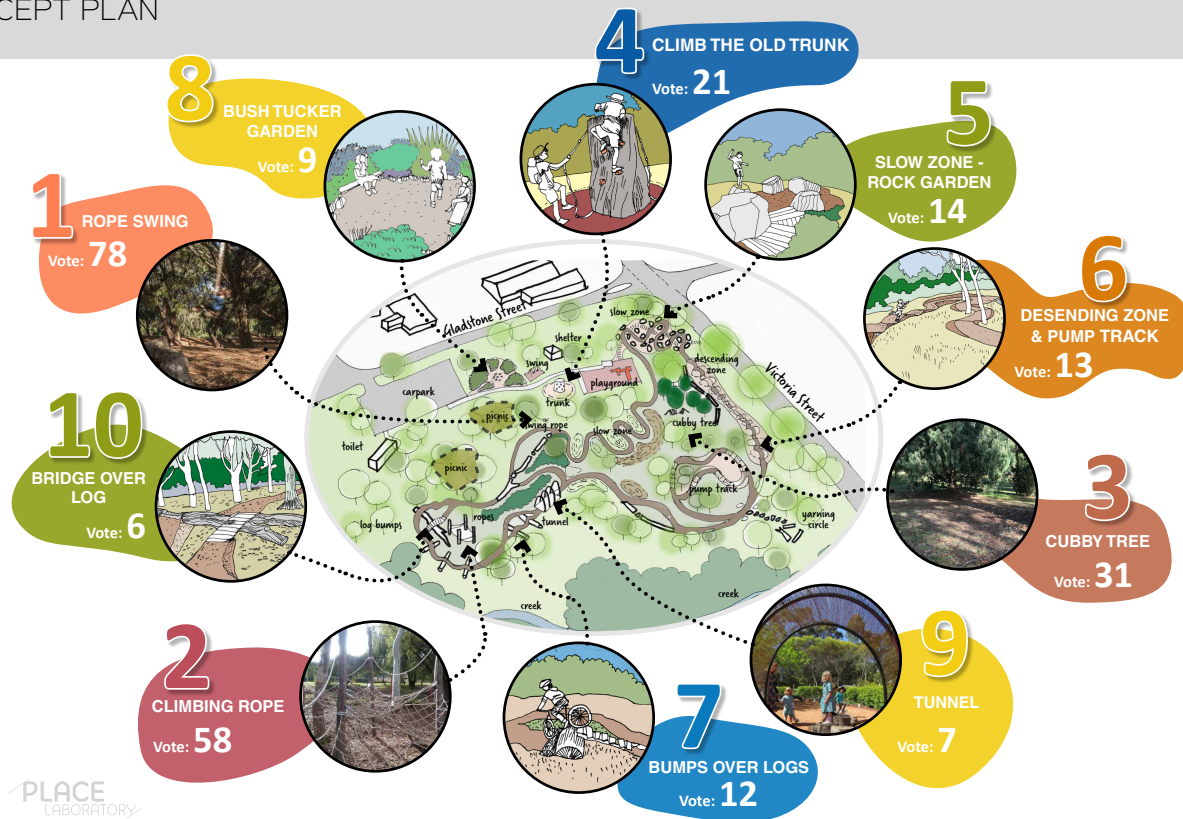 CEPT PLAN
4
CLIMB THE OLD TRUNK
Vote: 21
8
BUSH TUCKER
GARDEN
Vote: 9
5
SLOW ZONE -
ROCK GARDEN
Vote: 14
1
ROPE SWING
Vote: 78
6
DESENDING ZONE
& PUMP TRACK
Vote: 13
Gladstone Street
slow zone
shelter
swing
descending
zone
playground
Victoria Street
carpark
trunk
picnic
swing rope
slow zone
cubby tree
toilet
picnic
pump track
log bumps
ropes
tunnel
yarning
circle
creek
creek
10
BRIDGE OVER
LOG
Vote: 6
3
CUBBY TREE
Vote: 31
2
CLIMBING ROPE
Vote: 58
9
TUNNEL
Vote: 7
7
BUMPS OVER LOGS
Vote: 12
PLACE
LABORATORY